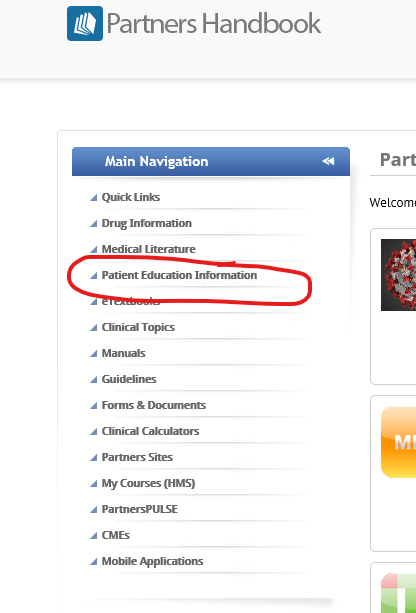 Partners Handbook
Main Navigation
Part
Quick Links
Welcome
Drug Information
Medical Literature
Patient Education Information
eTextbooks
Clinical Topics
Manuals
Guidelines
Forms & Documents
Clinical Calculators
Partners Sites
My Courses (HMS)
PartnersPULSE
CMEs
Mobile Applications